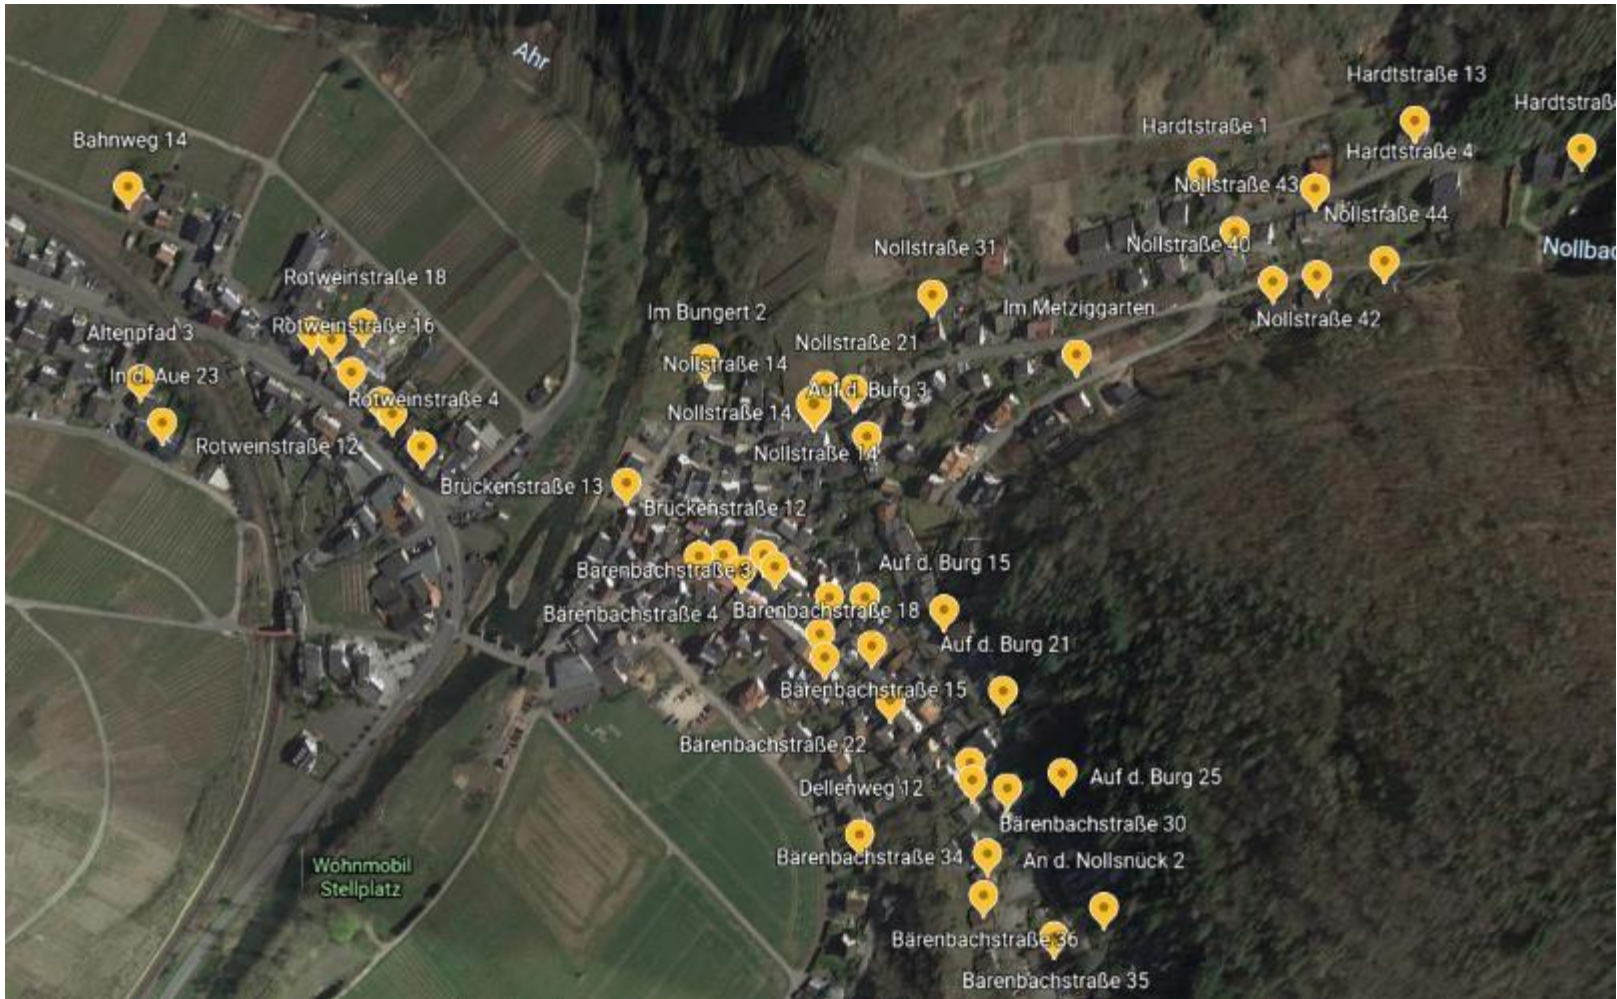 Ahr
Hardtstraße 13
Hardtstraß
Bahnweg 14
Hardtstraße 1
Hardtstraße 4
Nollstraße 43
Nollstraße 44
Nollstraße 40
Nollstraße 31
Nollbac
Rotweinstraße 18
Im Metziggarten
Im Bungert 2
Nollstraße 42
Rotweinstraße 16
Altenpfad 3
Nollstraße 21
Nollstraße 14
In d. Aue 23
Auf d. Burg 3
Rotweinstraße 4
Nollstraße 14
Rotweinstraße 12
Nollstraße 14
Brückenstraße 13
Brückenstraße 12
Auf d. Burg 15
Bärenbachstraße 3
Bärenbachstraße 4
Bärenbachstraße 18
Auf d. Burg 21
Bärenbachstraße 15
Bärenbachstraße 22
Auf d. Burg 25
Dellenweg 12
Bärenbachstraße 30
Bärenbachstraße 34
An d. Nollsnück 2
Wohnmobil
Stellplatz
Bärenbachstraße 36
Bärenbachstraße 35